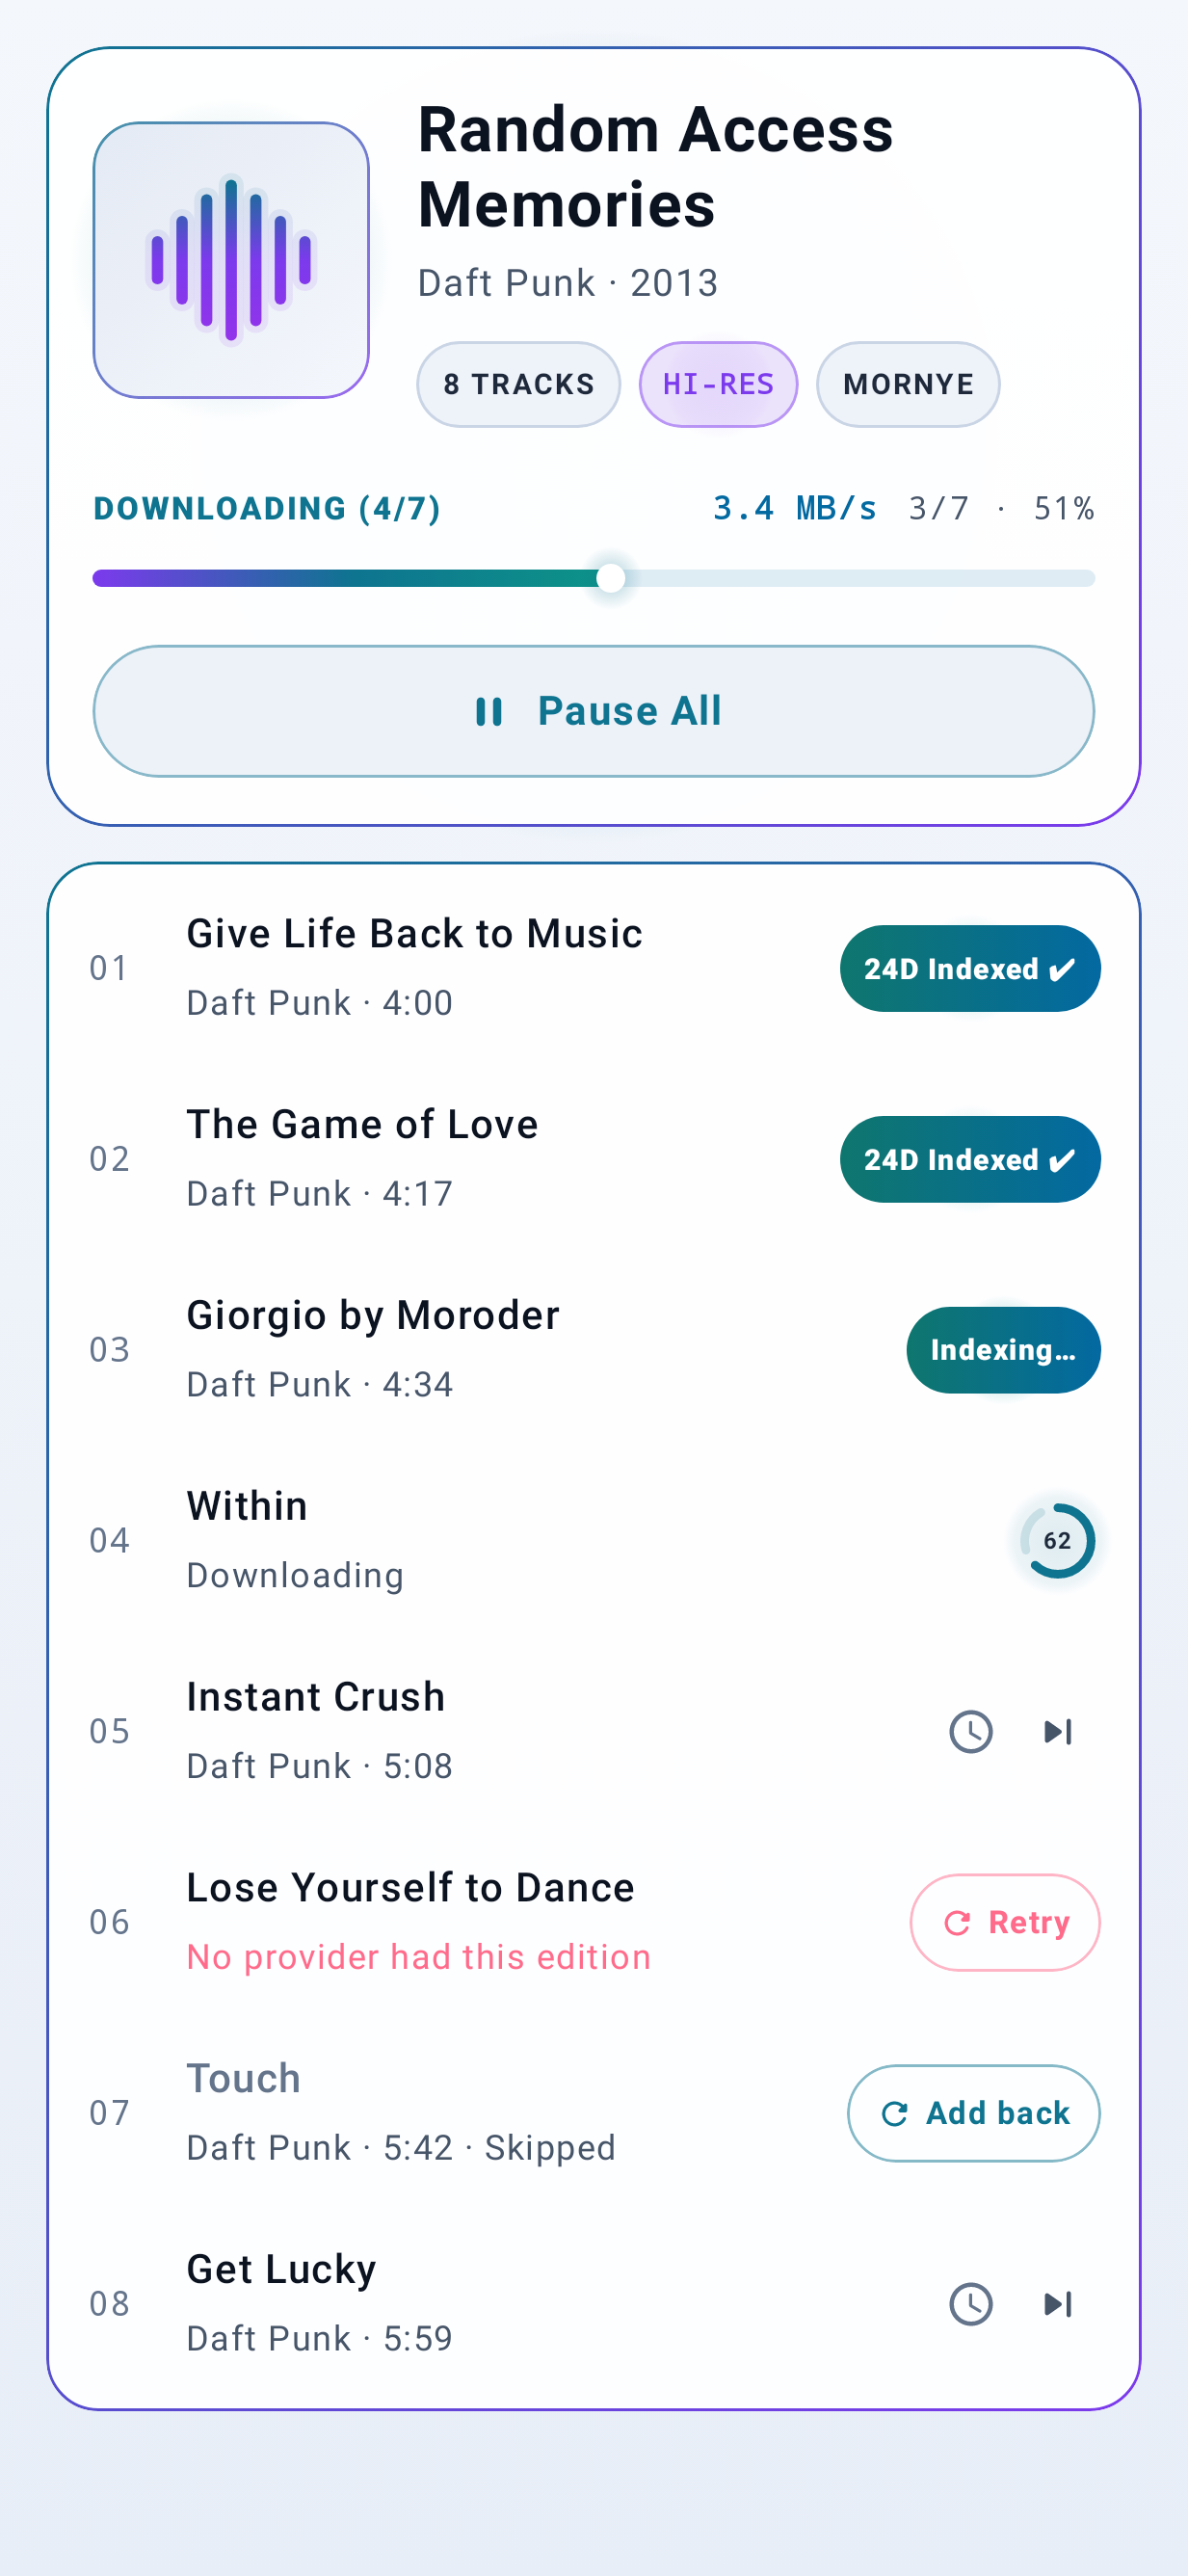 Random Access
Memories
Daft Punk · 2013
8 TRACKS HI-RES MORNYE
DOWNLOADING (4/7) 3.4 MB/s 3/7 · 51%
Pause All
01 Give Life Back to Music
Daft Punk · 4:00
24D Indexed ✔
02 The Game of Love
Daft Punk · 4:17
24D Indexed ✔
03 Giorgio by Moroder
Daft Punk · 4:34
Indexing…
04 Within
Downloading
62
05 Instant Crush
Daft Punk · 5:08
06 Lose Yourself to Dance
No provider had this edition
Retry
07 Touch
Daft Punk · 5:42 · Skipped
Add back
08 Get Lucky
Daft Punk · 5:59